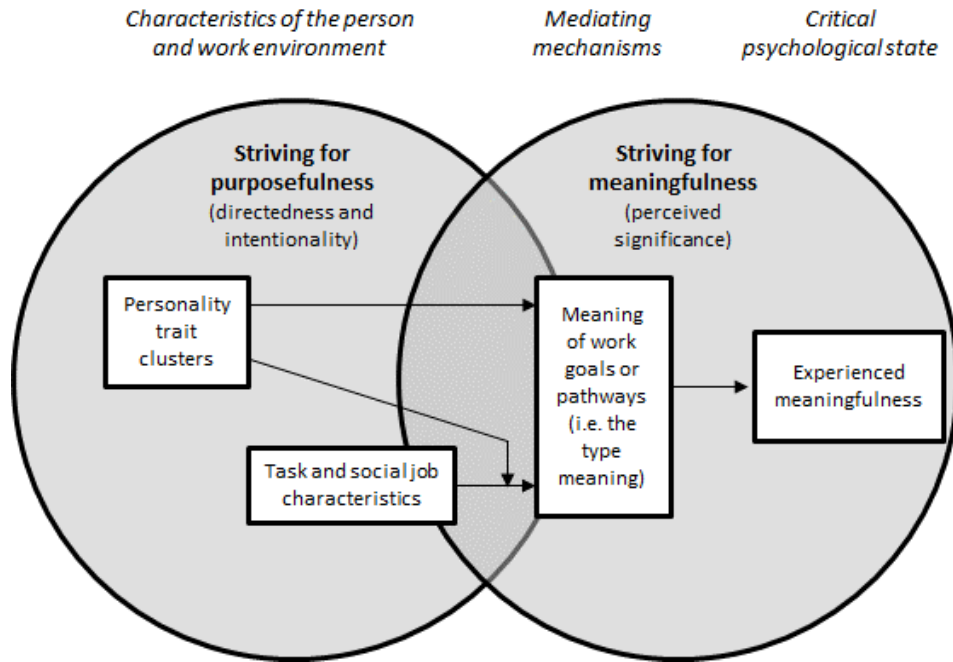 Characteristics of the person
and work environment
Mediating
mechanisms
Critical
psychological state
Striving for
purposefulness
(directedness and
intentionality)
Striving for
meaningfulness
(perceived
significance)
Personality
trait
clusters
Meaning
of work
goals or
pathways
(i.e. the
type
meaning)
Experienced
meaningfulness
Task and social job
characteristics